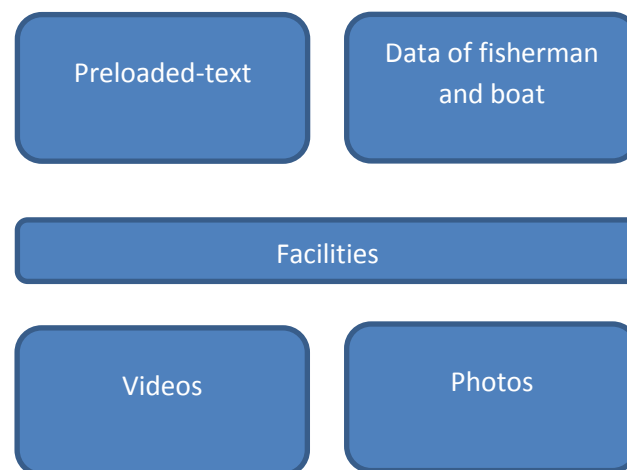 Preloaded-text
Data of fisherman
and boat
Facilities
Videos
Photos